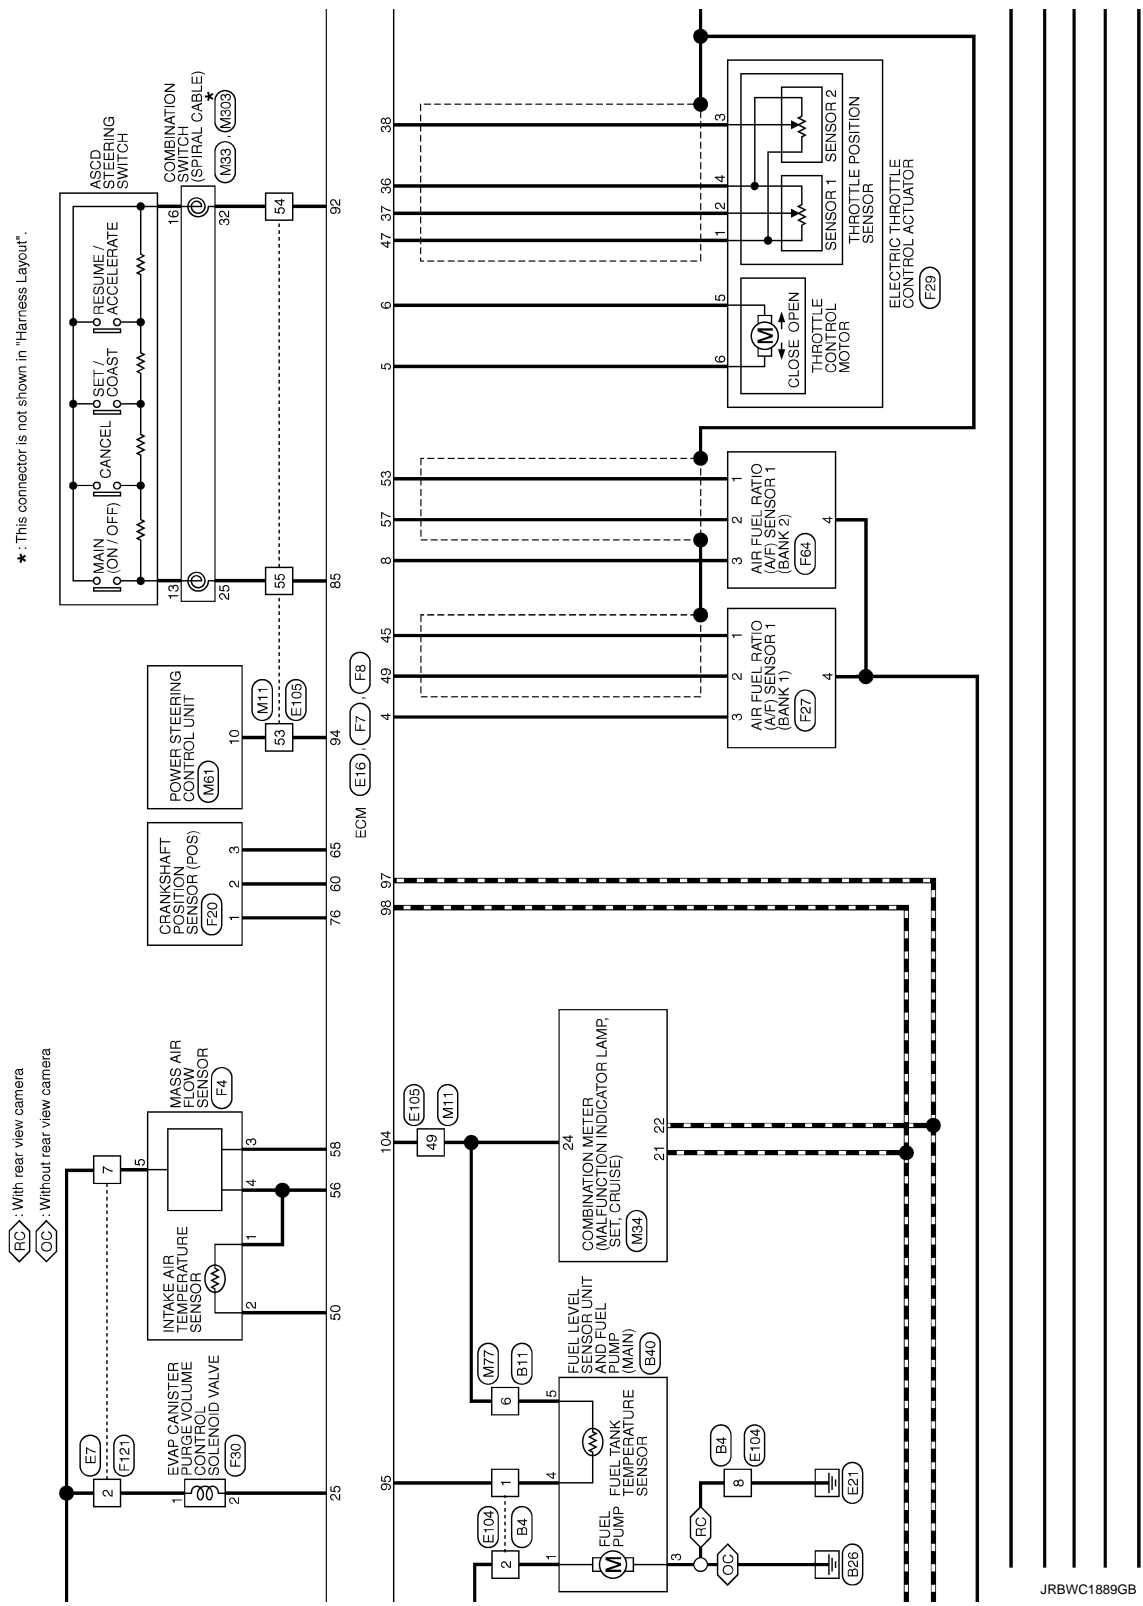 ✱ : This connector is not shown in "Harness Layout".
RC : With rear view camera
OC : Without rear view camera
ASCD
STEERING
SWITCH
MAIN
(ON / OFF)
CANCEL
SET /
COAST
RESUME /
ACCELERATE
COMBINATION
SWITCH
(SPIRAL CABLE)
M33 , M303 ✱
13
16
25
32
55
54
85
92
POWER STEERING
CONTROL UNIT
M61
10
M11
E105
53
94
CRANKSHAFT
POSITION
SENSOR (POS)
F20
1
2
3
76
60
65
MASS AIR
FLOW
SENSOR
F4
INTAKE AIR
TEMPERATURE
SENSOR
7
5
2
1
4
3
50
56
58
E7
F121
2
EVAP CANISTER
PURGE VOLUME
CONTROL
SOLENOID VALVE
F30
1
2
25
ECM E16 , F7 , F8
95
104
98
97
4
49
45
8
57
53
5
6
47
37
36
38
E105
M11
49
24
COMBINATION METER
(MALFUNCTION INDICATOR LAMP,
SET, CRUISE)
M34
21
22
M77
B11
6
5
FUEL LEVEL
SENSOR UNIT
AND FUEL
PUMP
(MAIN)
B40
FUEL TANK
TEMPERATURE
SENSOR
1
4
E104
B4
2
1
FUEL
PUMP
M
3
RC
OC
B4
E104
8
E21
B26
AIR FUEL RATIO
(A/F) SENSOR 1
(BANK 1)
F27
3
2
1
4
AIR FUEL RATIO
(A/F) SENSOR 1
(BANK 2)
F64
3
2
1
4
6
5
M
CLOSE OPEN
THROTTLE
CONTROL
MOTOR
1
2
4
3
SENSOR 1
SENSOR 2
THROTTLE POSITION
SENSOR
ELECTRIC THROTTLE
CONTROL ACTUATOR
F29
JRBWC1889GB